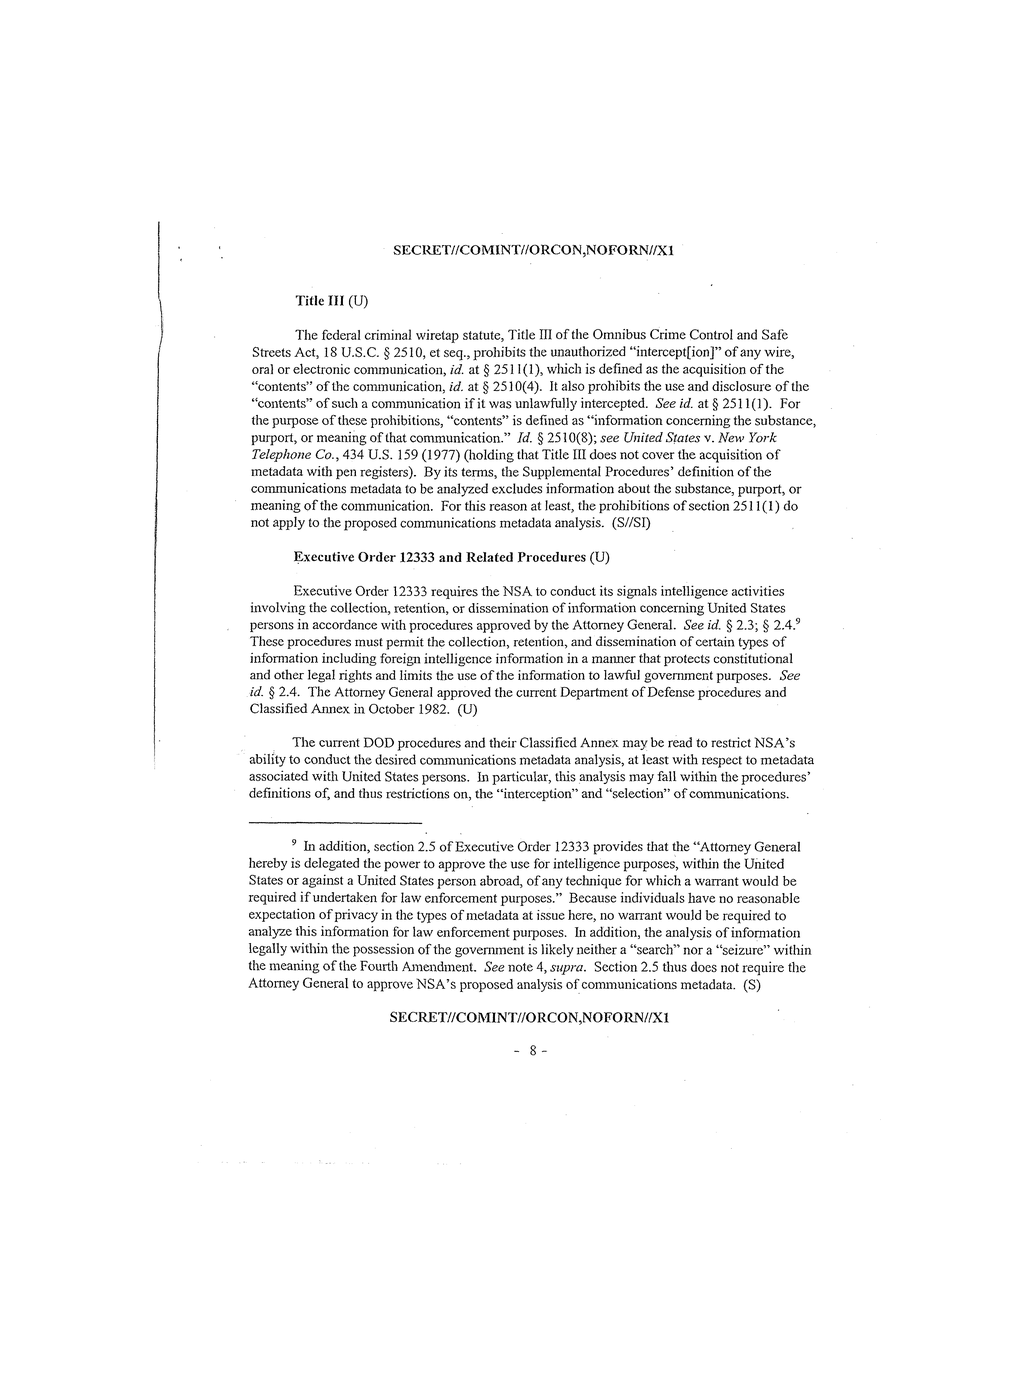 SECRET//COMINT//ORCON,NOFORN//X1
Title III (U)
The federal criminal wiretap statute, Title III of the Omnibus Crime Control and Safe
Streets Act, 18 U.S.C. § 2510, et seq., prohibits the unauthorized “intercept[ion]” of any wire,
oral or electronic communication, id. at § 2511(1), which is defined as the acquisition of the
“contents” of the communication, id. at § 2510(4). It also prohibits the use and disclosure of the
“contents” of such a communication if it was unlawfully intercepted. See id. at § 2511(1). For
the purpose of these prohibitions, “contents” is defined as “information concerning the substance,
purport, or meaning of that communication.” Id. § 2510(8); see United States v. New York
Telephone Co., 434 U.S. 159 (1977) (holding that Title III does not cover the acquisition of
metadata with pen registers). By its terms, the Supplemental Procedures’ definition of the
communications metadata to be analyzed excludes information about the substance, purport, or
meaning of the communication. For this reason at least, the prohibitions of section 2511(1) do
not apply to the proposed communications metadata analysis. (S//SI)
Executive Order 12333 and Related Procedures (U)
Executive Order 12333 requires the NSA to conduct its signals intelligence activities
involving the collection, retention, or dissemination of information concerning United States
persons in accordance with procedures approved by the Attorney General. See id. § 2.3; § 2.4.9
These procedures must permit the collection, retention, and dissemination of certain types of
information including foreign intelligence information in a manner that protects constitutional
and other legal rights and limits the use of the information to lawful government purposes. See
id. § 2.4. The Attorney General approved the current Department of Defense procedures and
Classified Annex in October 1982. (U)
The current DOD procedures and their Classified Annex may be read to restrict NSA’s
ability to conduct the desired communications metadata analysis, at least with respect to metadata
associated with United States persons. In particular, this analysis may fall within the procedures’
definitions of, and thus restrictions on, the “interception” and “selection” of communications.
9 In addition, section 2.5 of Executive Order 12333 provides that the “Attorney General
hereby is delegated the power to approve the use for intelligence purposes, within the United
States or against a United States person abroad, of any technique for which a warrant would be
required if undertaken for law enforcement purposes.” Because individuals have no reasonable
expectation of privacy in the types of metadata at issue here, no warrant would be required to
analyze this information for law enforcement purposes. In addition, the analysis of information
legally within the possession of the government is likely neither a “search” nor a “seizure” within
the meaning of the Fourth Amendment. See note 4, supra. Section 2.5 thus does not require the
Attorney General to approve NSA’s proposed analysis of communications metadata. (S)
SECRET//COMINT//ORCON,NOFORN//X1
- 8 -